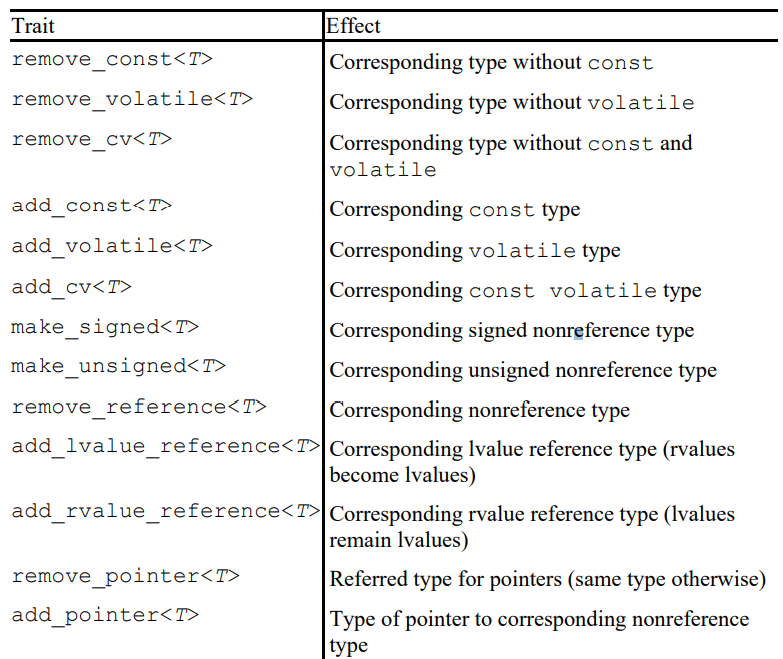 Trait Effect
remove_const<T> Corresponding type without const
remove_volatile<T> Corresponding type without volatile
remove_cv<T> Corresponding type without const and
volatile
add_const<T> Corresponding const type
add_volatile<T> Corresponding volatile type
add_cv<T> Corresponding const volatile type
make_signed<T> Corresponding signed nonreference type
make_unsigned<T> Corresponding unsigned nonreference type
remove_reference<T> Corresponding nonreference type
add_lvalue_reference<T> Corresponding lvalue reference type (rvalues
become lvalues)
add_rvalue_reference<T> Corresponding rvalue reference type (lvalues
remain lvalues)
remove_pointer<T> Referred type for pointers (same type otherwise)
add_pointer<T> Type of pointer to corresponding nonreference
type